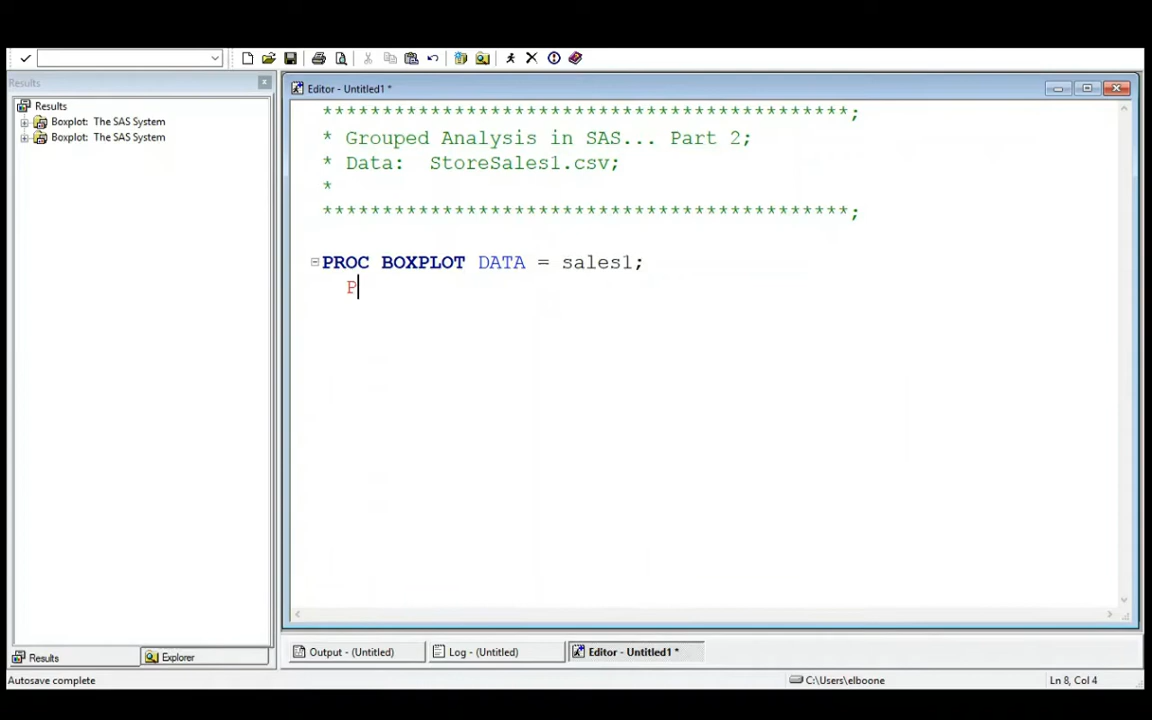 Results
Editor - Untitled1 *
Results
Boxplot: The SAS System
Boxplot: The SAS System
*******************************************;
* Grouped Analysis in SAS... Part 2;
* Data: StoreSales1.csv;
*
*******************************************;
PROC BOXPLOT DATA = sales1;
P
Results
Explorer
Output - (Untitled)
Log - (Untitled)
Editor - Untitled1 *
Autosave complete
C:\Users\elboone
Ln 8, Col 4